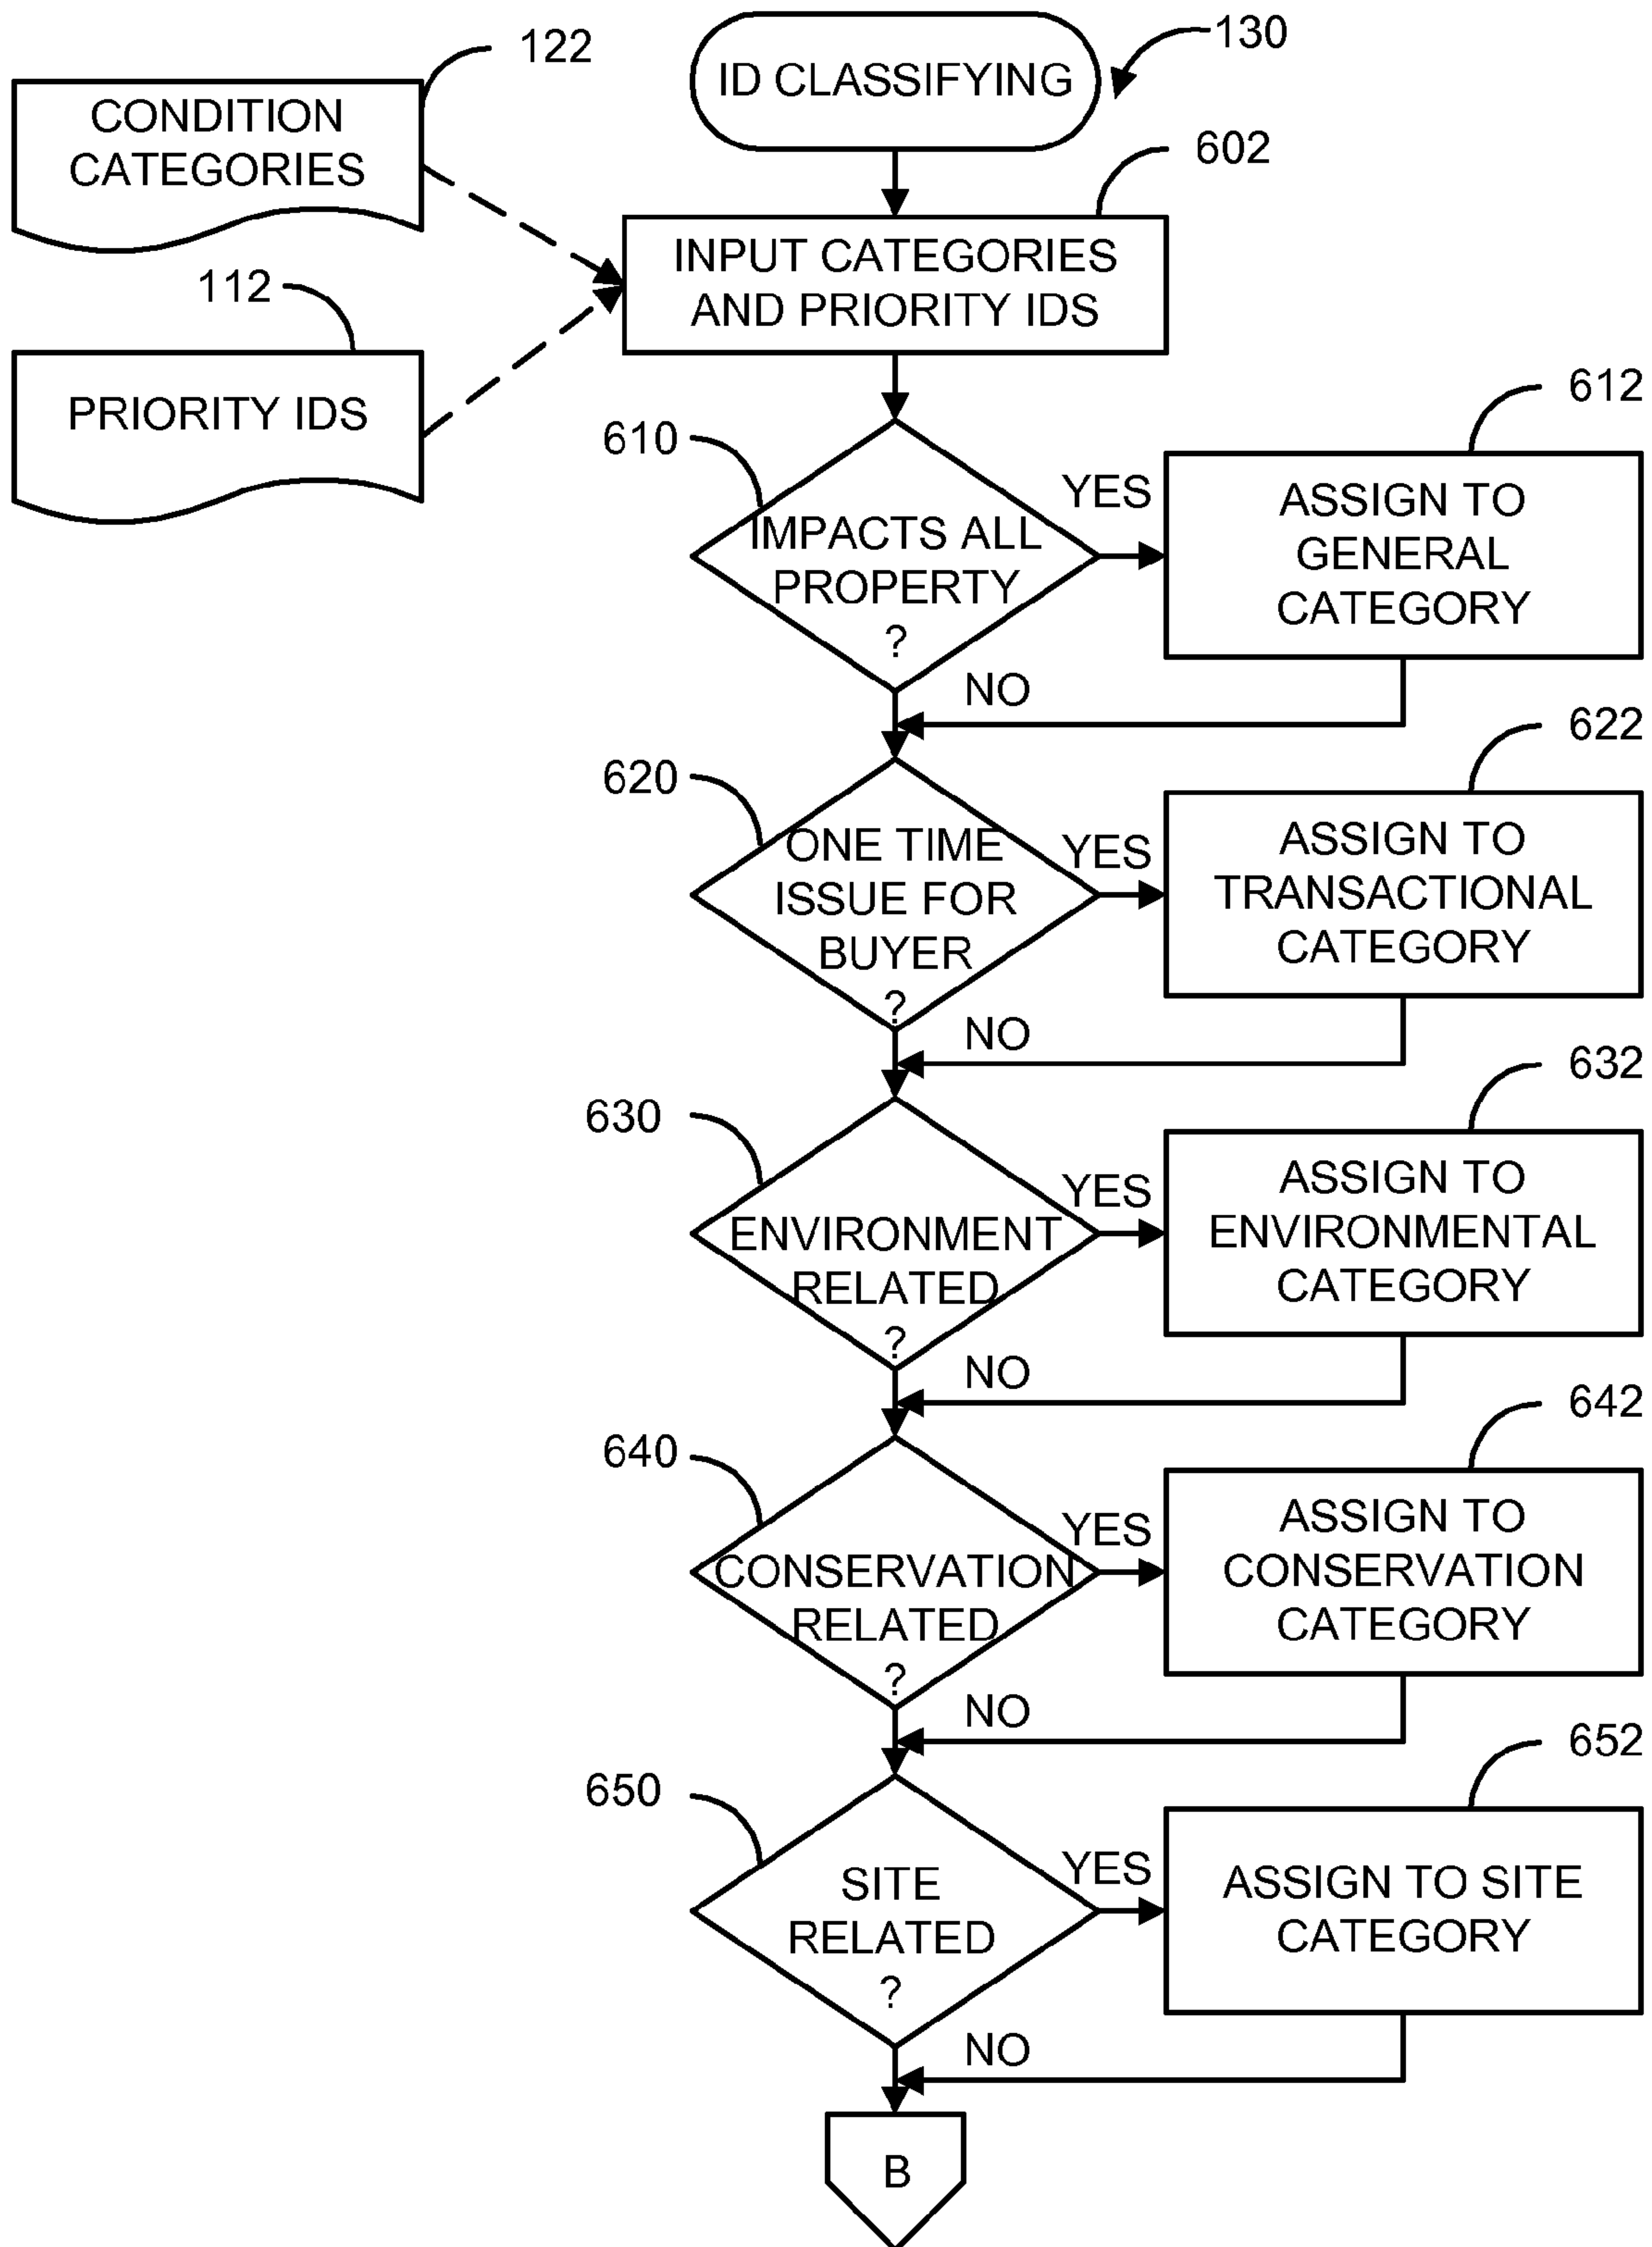 122
ID CLASSIFYING
130
CONDITION
CATEGORIES
602
INPUT CATEGORIES
AND PRIORITY IDS
112
PRIORITY IDS
610
IMPACTS ALL
PROPERTY
?
YES
612
ASSIGN TO
GENERAL
CATEGORY
NO
620
ONE TIME
ISSUE FOR
BUYER
?
YES
622
ASSIGN TO
TRANSACTIONAL
CATEGORY
NO
630
ENVIRONMENT
RELATED
?
YES
632
ASSIGN TO
ENVIRONMENTAL
CATEGORY
NO
640
CONSERVATION
RELATED
?
YES
642
ASSIGN TO
CONSERVATION
CATEGORY
NO
650
SITE
RELATED
?
YES
652
ASSIGN TO SITE
CATEGORY
NO
B